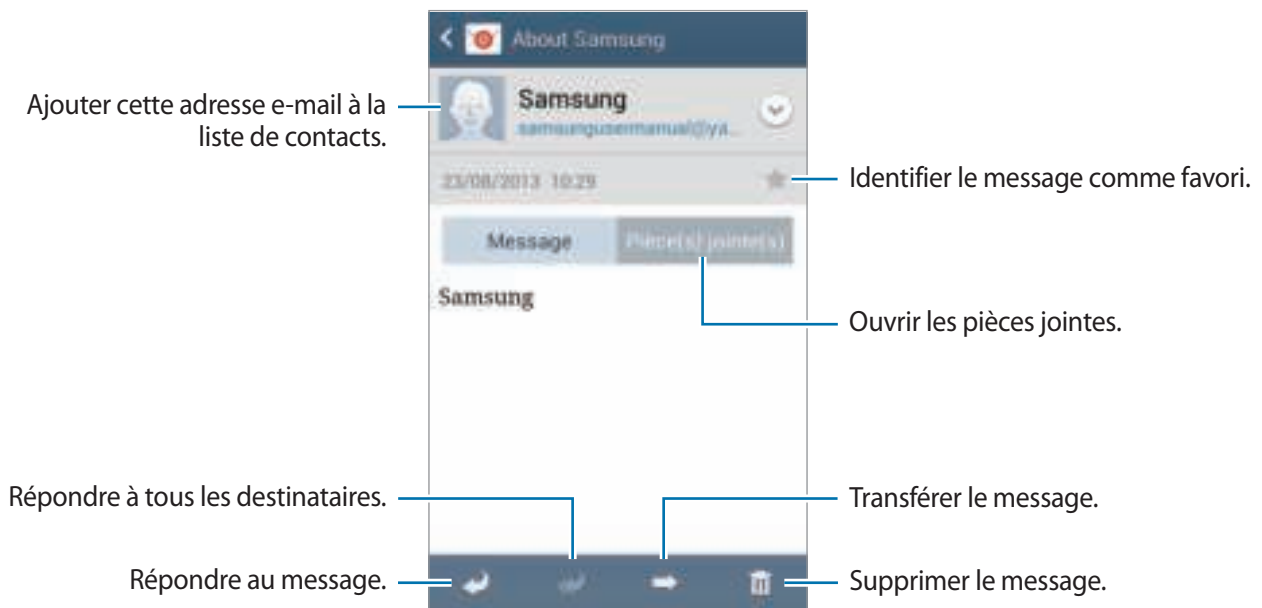 About Samsung
Ajouter cette adresse e-mail à la
liste de contacts.
Samsung
samsungusermanual@ya...
23/08/2013 10:29
Identifier le message comme favori.
Message
Pièce(s) jointe(s)
Samsung
Ouvrir les pièces jointes.
Répondre à tous les destinataires.
Transférer le message.
Répondre au message.
Supprimer le message.